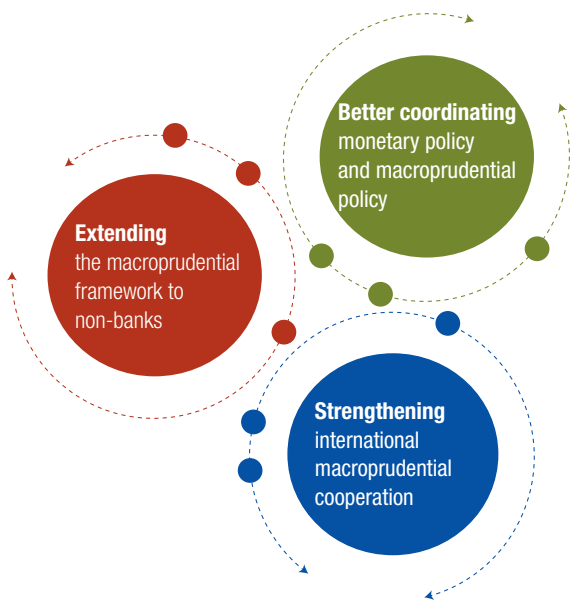 Better coordinating
monetary policy
and macroprudential
policy
Extending
the macroprudential
framework to
non-banks
Strengthening
international
macroprudential
cooperation